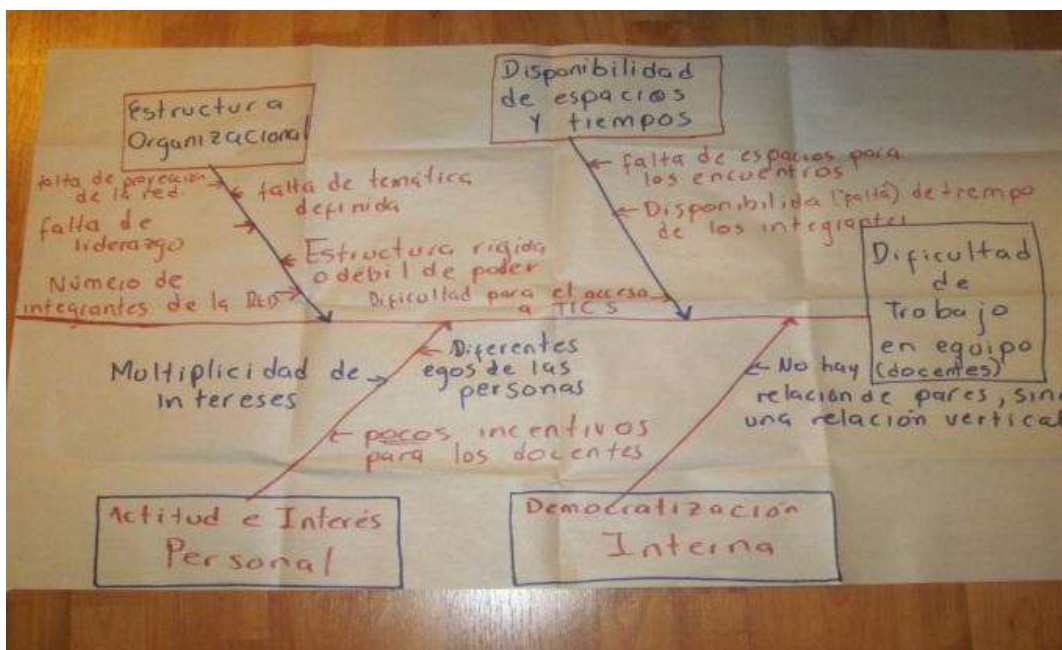 Estructura
Organizacional
falta de proyección
de la red
falta de
liderazgo
Número de
integrantes de la RED
falta de temática
definida
Estructura rigida
o débil de poder
Disponibilidad
de espacios
y tiempos
falta de espacios para
los encuentros
Disponibilida (falta) de tiempo
de los integrantes
Dificultad para el acceso
a TICS
Dificultad
de
Trabajo
en equipo
(docentes)
Multiplicidad de
intereses
Diferentes
egos de las
personas
pocos incentivos
para los docentes
Actitud e Interés
Personal
No hay
relación de pares, sino
una relación vertical
Democratización
Interna